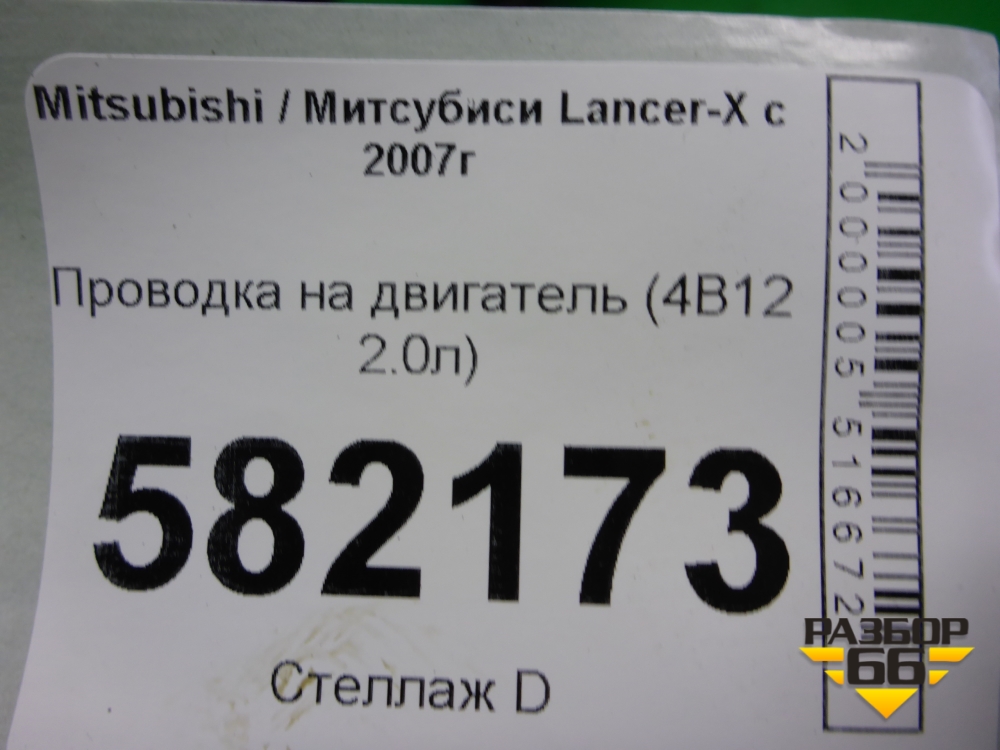 Mitsubishi / Митсубиси Lancer-X с
2007г
Проводка на двигатель (4B12
2.0л)
582173
Стеллаж D
2000005516672
РАЗБОР
66